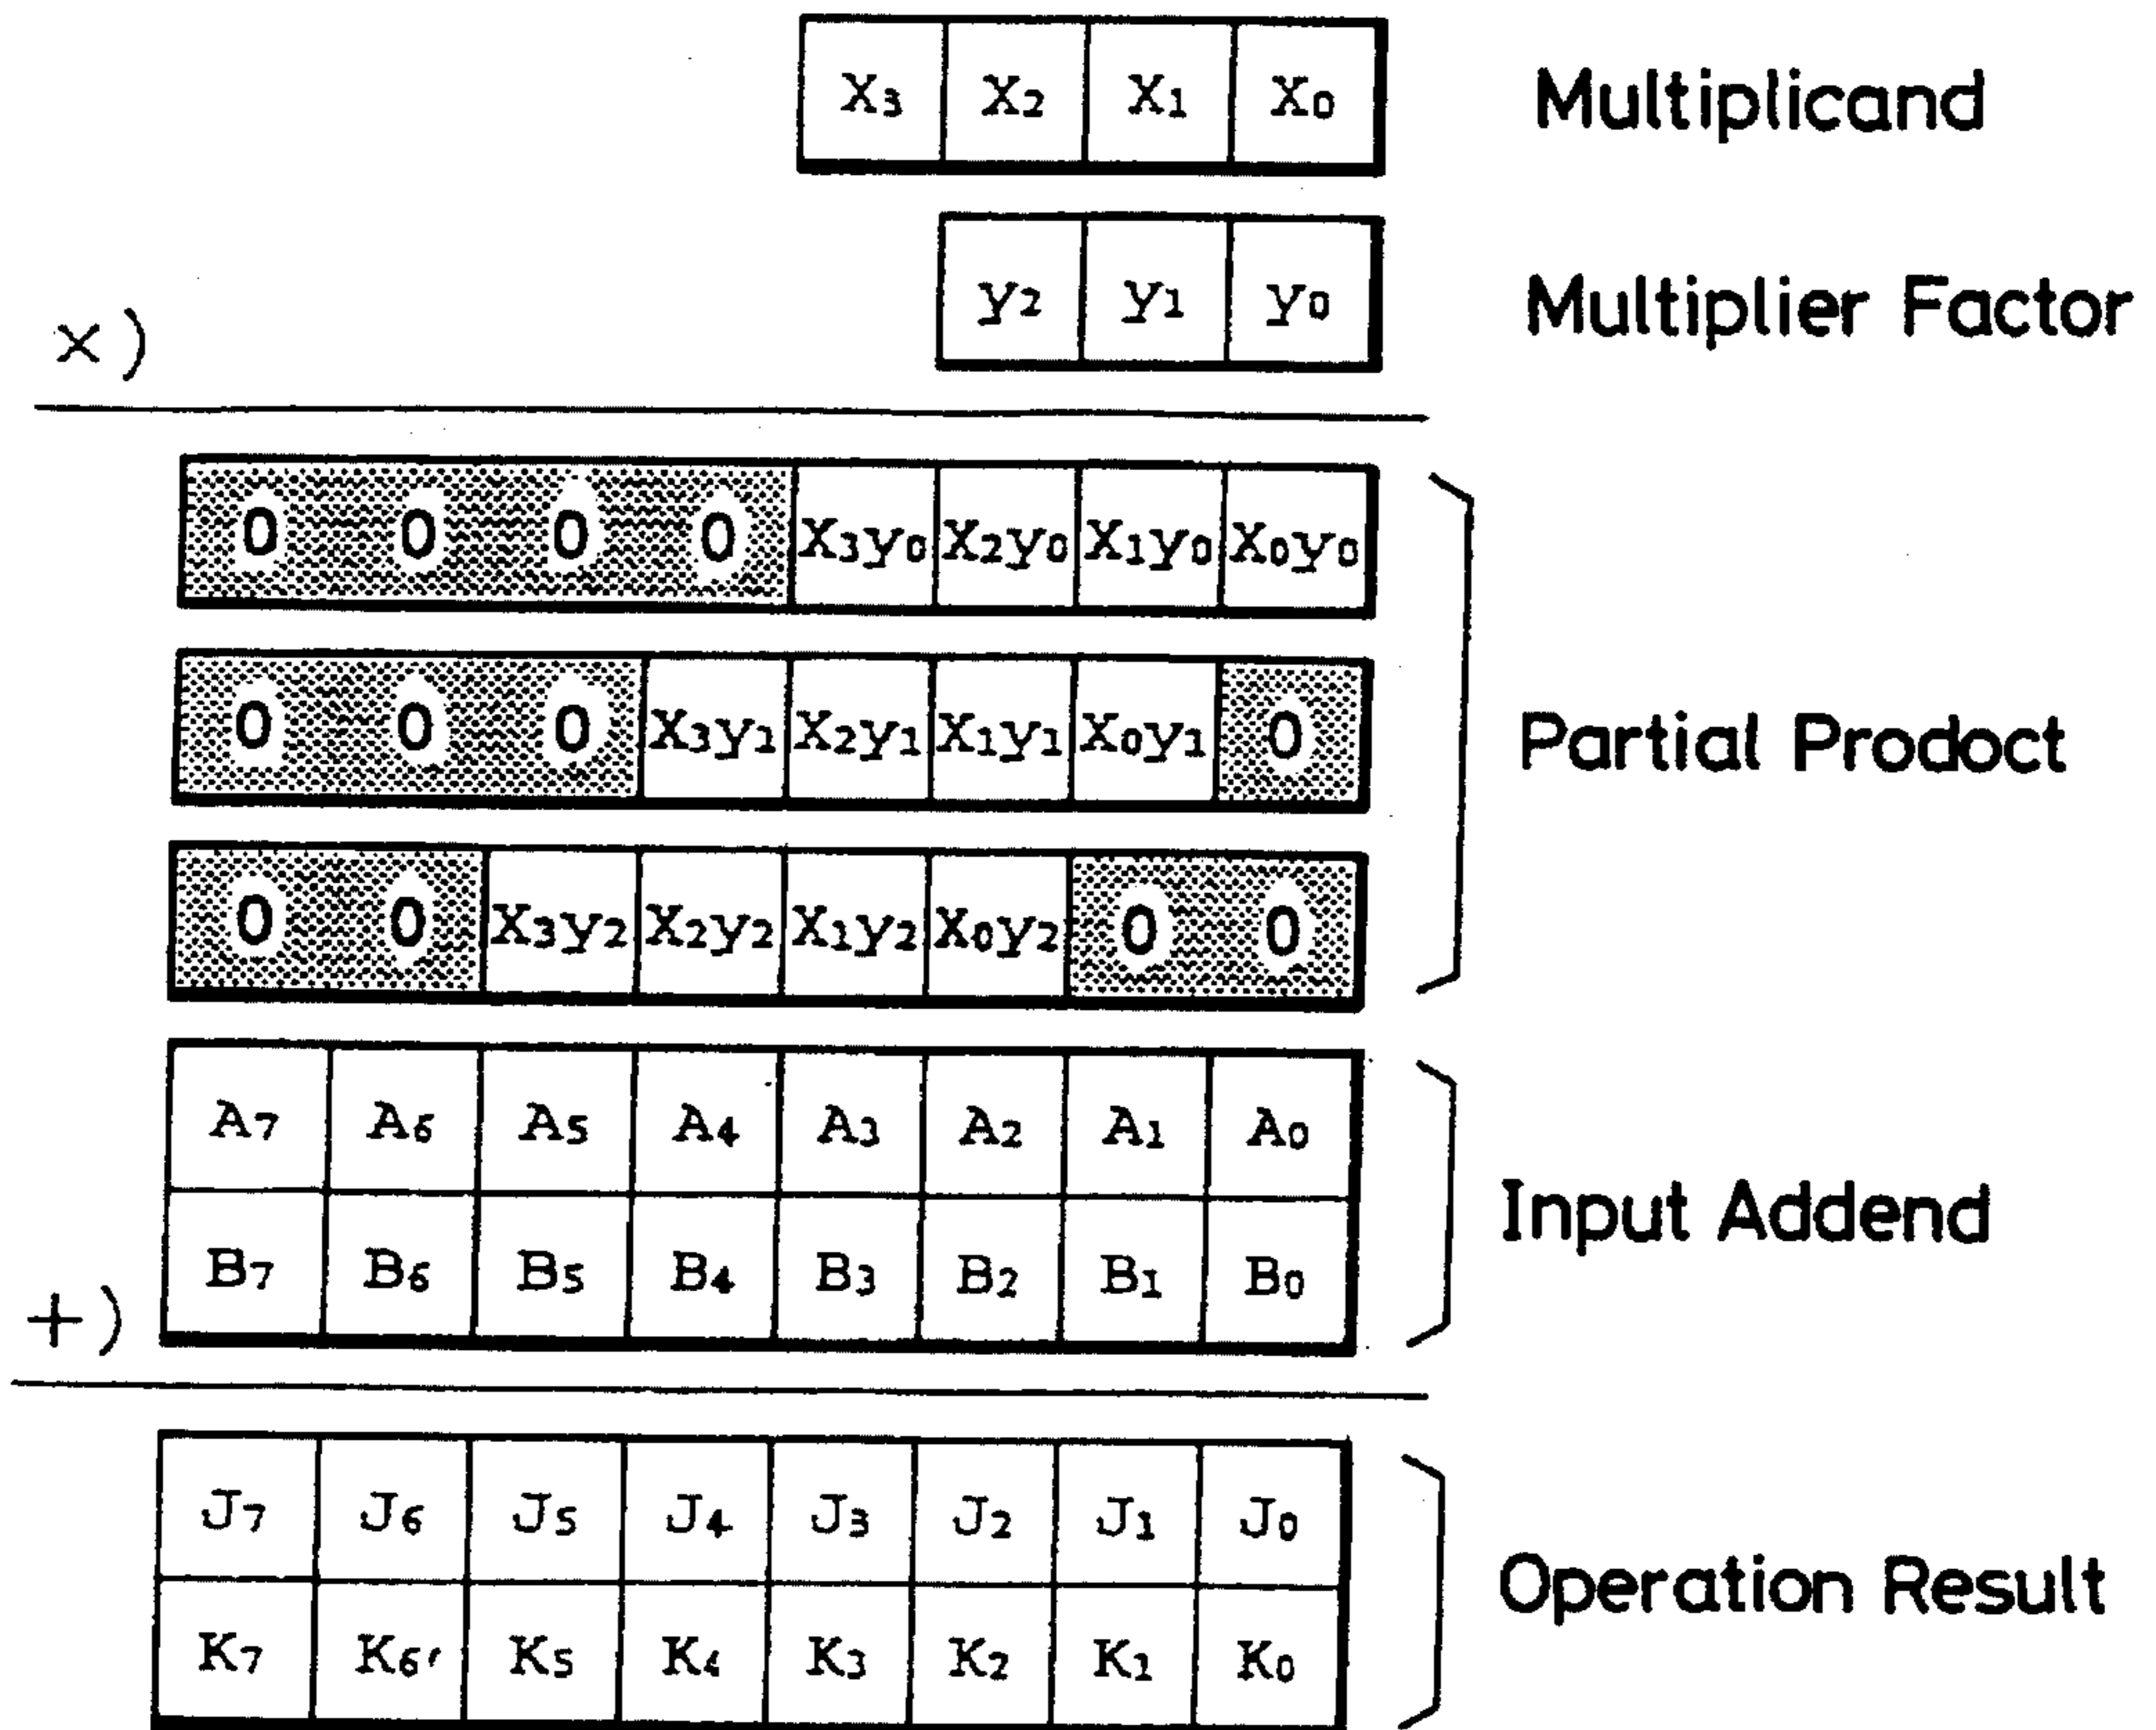 X3 X2 X1 X0 Multiplicand
y2 y1 y0 Multiplier Factor
x)
0 0 0 0 X3y0 X2y0 X1y0 X0y0
0 0 0 X3y1 X2y1 X1y1 X0y1 0
Partial Prodoct
0 0 X3y2 X2y2 X1y2 X0y2 0 0
A7 A6 A5 A4 A3 A2 A1 A0
Input Addend
B7 B6 B5 B4 B3 B2 B1 B0
+)
J7 J6 J5 J4 J3 J2 J1 J0
Operation Result
K7 K6 K5 K4 K3 K2 K1 K0